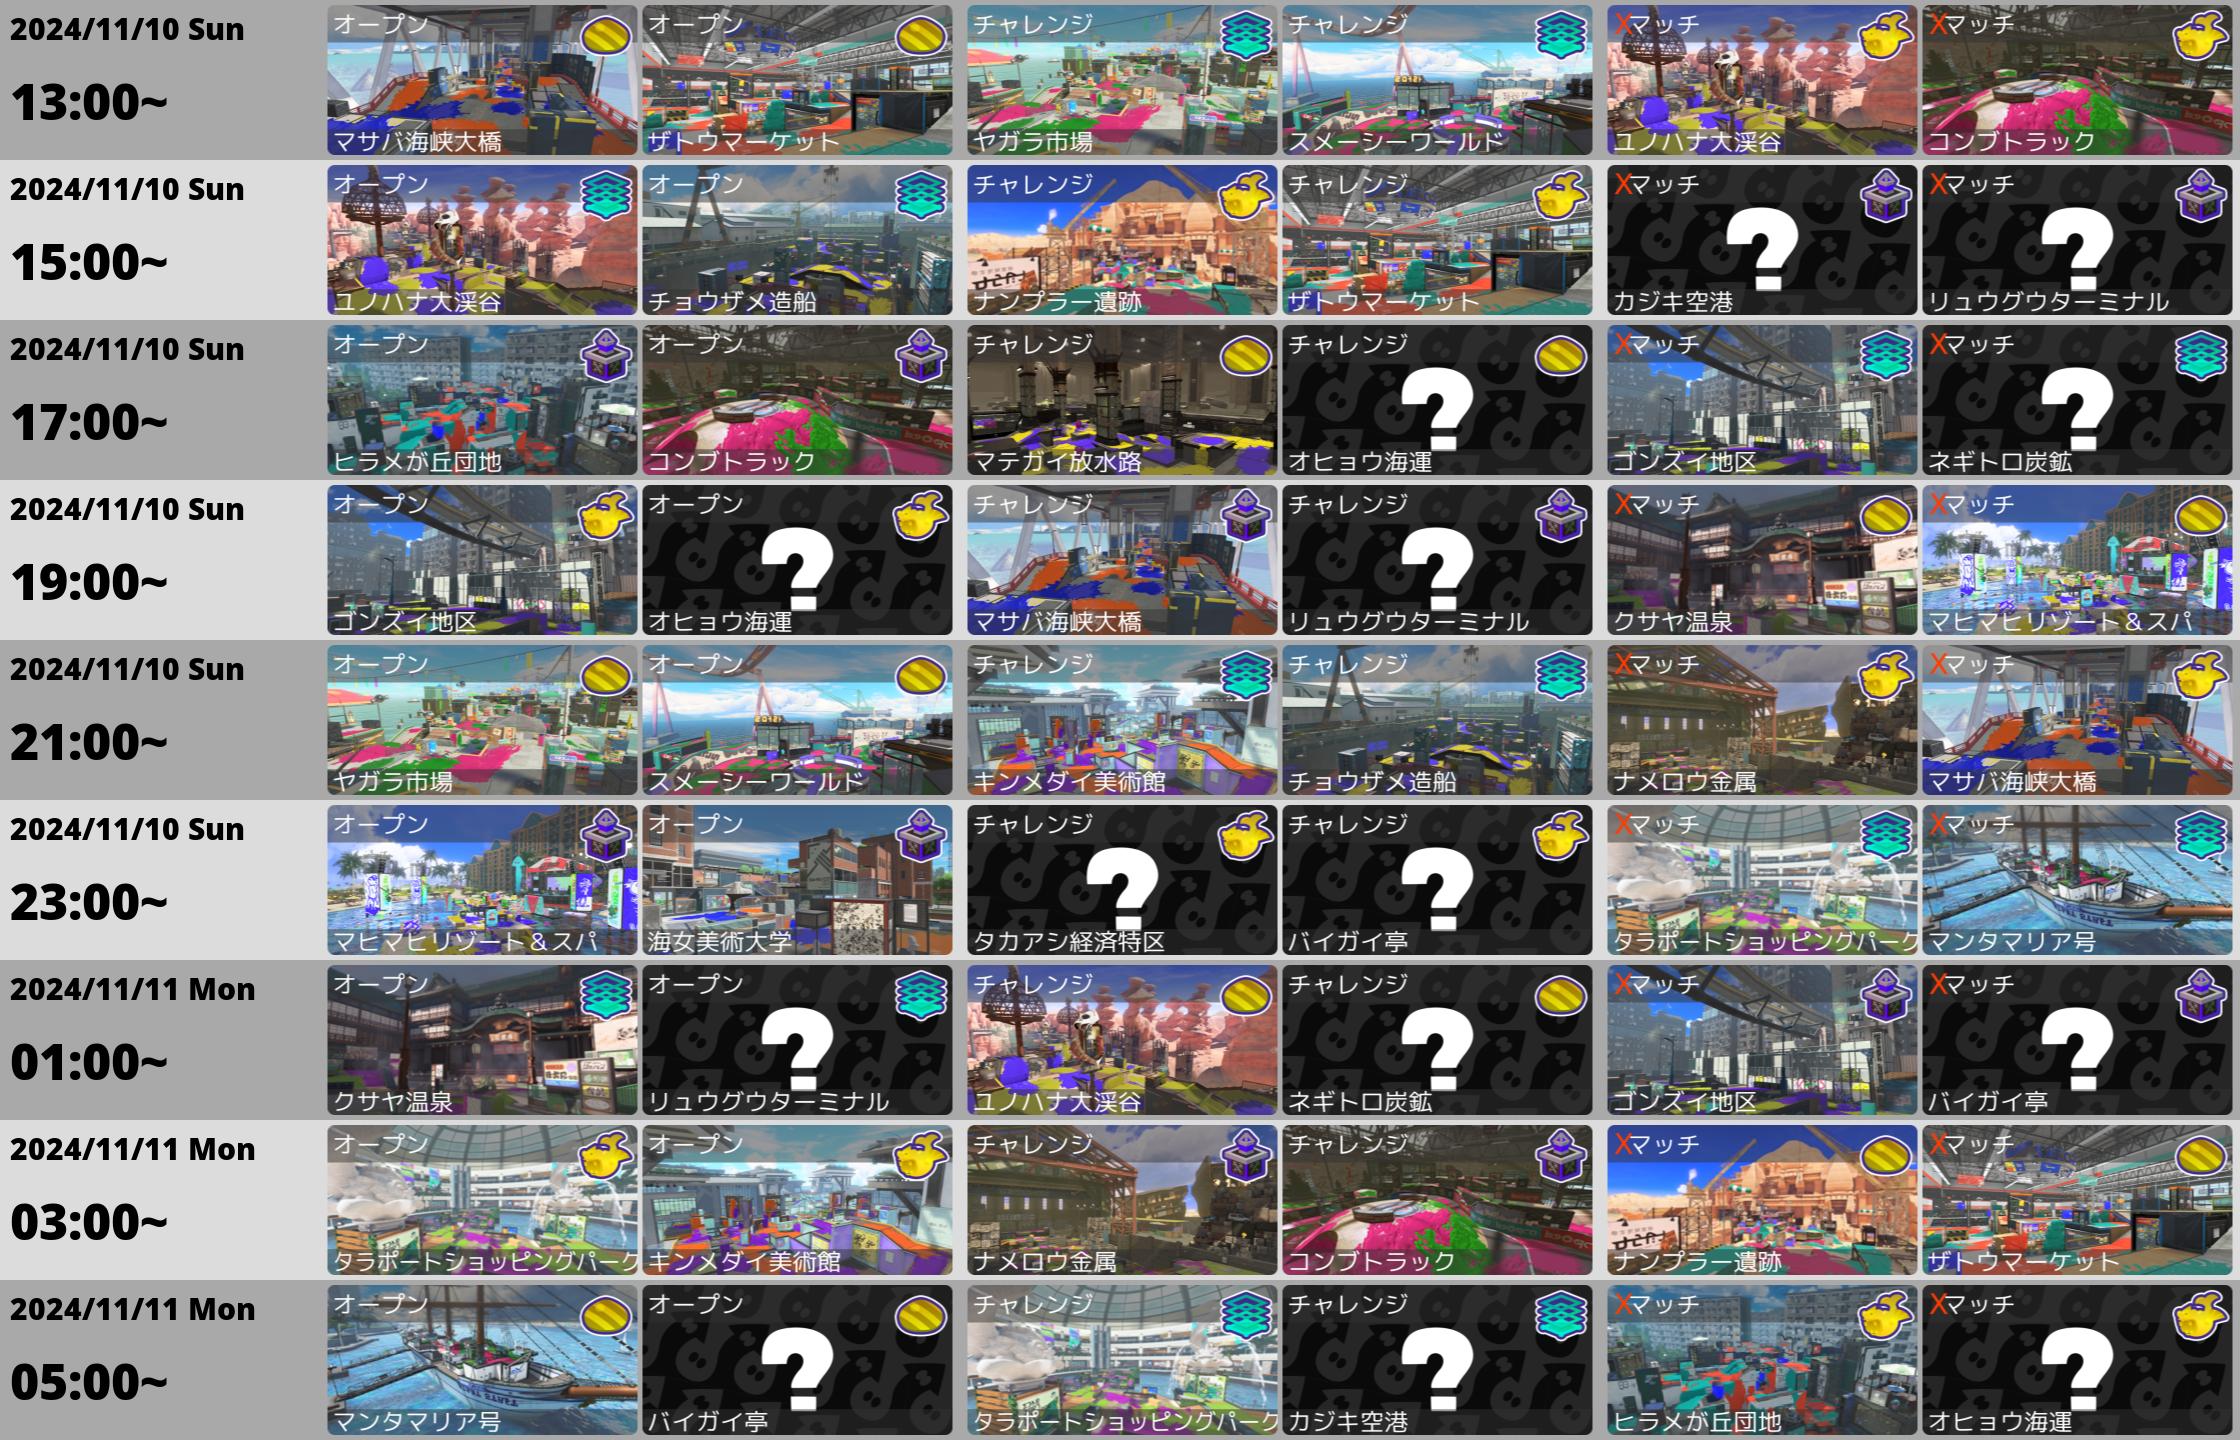 2024/11/10 Sun
13:00~
オープン
マサバ海峡大橋
オープン
ザトウマーケット
チャレンジ
ヤガラ市場
チャレンジ
スメーシーワールド
Xマッチ
ユノハナ大渓谷
Xマッチ
コンブトラック
2024/11/10 Sun
15:00~
オープン
ユノハナ大渓谷
オープン
チョウザメ造船
チャレンジ
ナンプラー遺跡
チャレンジ
ザトウマーケット
Xマッチ
?
カジキ空港
Xマッチ
?
リュウグウターミナル
2024/11/10 Sun
17:00~
オープン
ヒラメが丘団地
オープン
コンブトラック
チャレンジ
マテガイ放水路
チャレンジ
?
オヒョウ海運
Xマッチ
ゴンズイ地区
Xマッチ
?
ネギトロ炭鉱
2024/11/10 Sun
19:00~
オープン
ゴンズイ地区
オープン
?
オヒョウ海運
チャレンジ
マサバ海峡大橋
チャレンジ
?
リュウグウターミナル
Xマッチ
クサヤ温泉
Xマッチ
マヒマヒリゾート&スパ
2024/11/10 Sun
21:00~
オープン
ヤガラ市場
オープン
スメーシーワールド
チャレンジ
キンメダイ美術館
チャレンジ
チョウザメ造船
Xマッチ
ナメロウ金属
Xマッチ
マサバ海峡大橋
2024/11/10 Sun
23:00~
オープン
マヒマヒリゾート&スパ
オープン
海女美術大学
チャレンジ
?
タカアシ経済特区
チャレンジ
?
バイガイ亭
Xマッチ
タラポートショッピングパーク
Xマッチ
マンタマリア号
2024/11/11 Mon
01:00~
オープン
クサヤ温泉
オープン
?
リュウグウターミナル
チャレンジ
ユノハナ大渓谷
チャレンジ
?
ネギトロ炭鉱
Xマッチ
ゴンズイ地区
Xマッチ
?
バイガイ亭
2024/11/11 Mon
03:00~
オープン
タラポートショッピングパーク
オープン
キンメダイ美術館
チャレンジ
ナメロウ金属
チャレンジ
コンブトラック
Xマッチ
ナンプラー遺跡
Xマッチ
ザトウマーケット
2024/11/11 Mon
05:00~
オープン
マンタマリア号
オープン
?
バイガイ亭
チャレンジ
タラポートショッピングパーク
チャレンジ
?
カジキ空港
Xマッチ
ヒラメが丘団地
Xマッチ
?
オヒョウ海運